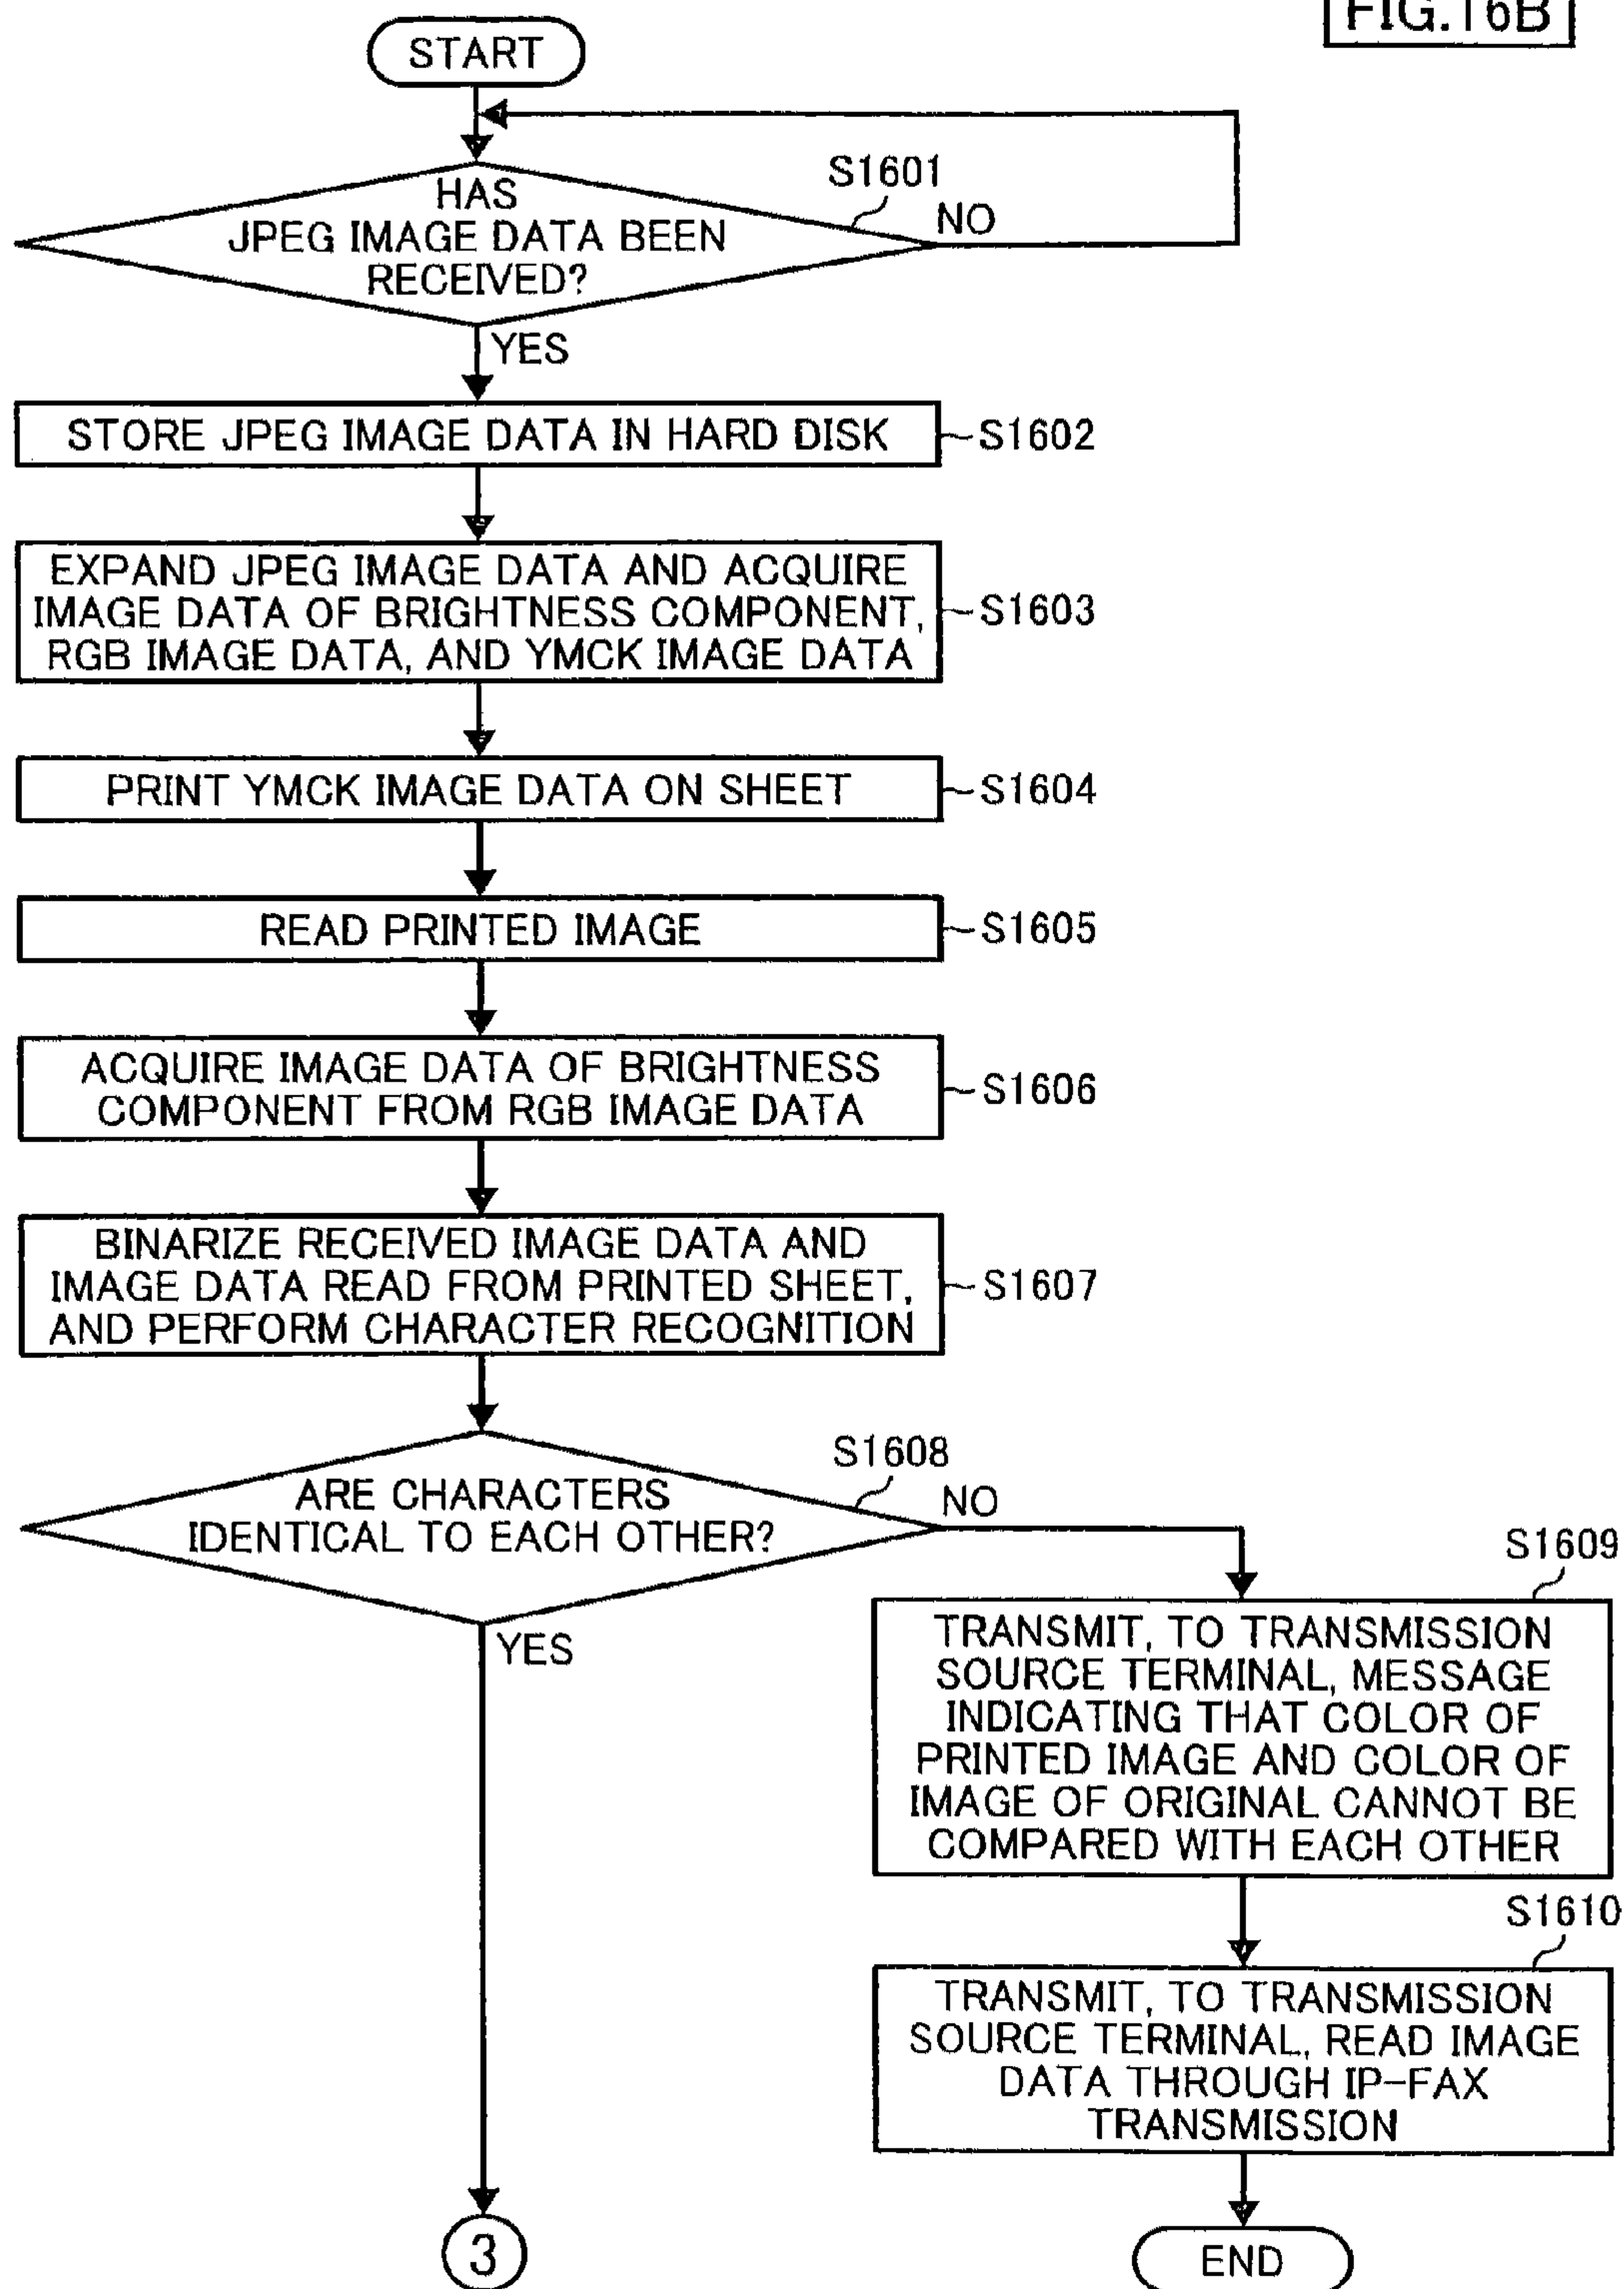 FIG.16B
START
HAS
JPEG IMAGE DATA BEEN
RECEIVED?
S1601
NO
YES
STORE JPEG IMAGE DATA IN HARD DISK
S1602
EXPAND JPEG IMAGE DATA AND ACQUIRE
IMAGE DATA OF BRIGHTNESS COMPONENT,
RGB IMAGE DATA, AND YMCK IMAGE DATA
S1603
PRINT YMCK IMAGE DATA ON SHEET
S1604
READ PRINTED IMAGE
S1605
ACQUIRE IMAGE DATA OF BRIGHTNESS
COMPONENT FROM RGB IMAGE DATA
S1606
BINARIZE RECEIVED IMAGE DATA AND
IMAGE DATA READ FROM PRINTED SHEET,
AND PERFORM CHARACTER RECOGNITION
S1607
ARE CHARACTERS
IDENTICAL TO EACH OTHER?
S1608
NO
YES
S1609
TRANSMIT, TO TRANSMISSION
SOURCE TERMINAL, MESSAGE
INDICATING THAT COLOR OF
PRINTED IMAGE AND COLOR OF
IMAGE OF ORIGINAL CANNOT BE
COMPARED WITH EACH OTHER
S1610
TRANSMIT, TO TRANSMISSION
SOURCE TERMINAL, READ IMAGE
DATA THROUGH IP-FAX
TRANSMISSION
3
END